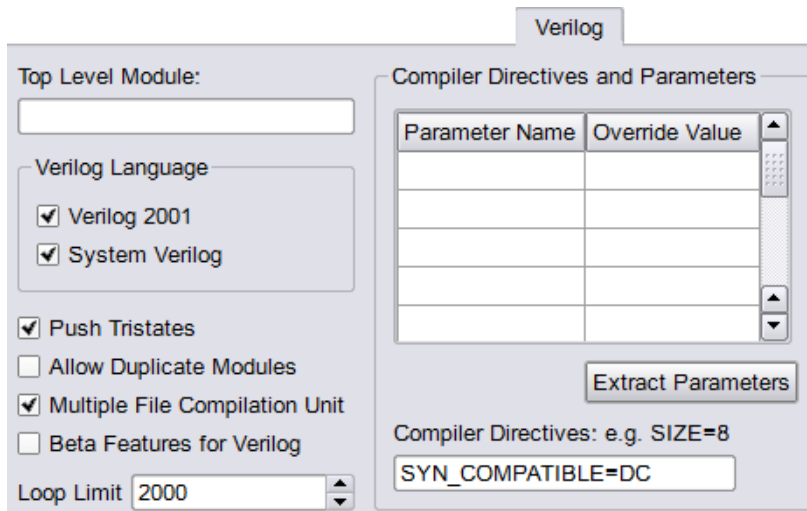 Verilog
Top Level Module:
Verilog Language
Verilog 2001
System Verilog
Push Tristates
Allow Duplicate Modules
Multiple File Compilation Unit
Beta Features for Verilog
Loop Limit 2000
Compiler Directives and Parameters
Parameter Name Override Value
Extract Parameters
Compiler Directives: e.g. SIZE=8
SYN_COMPATIBLE=DC